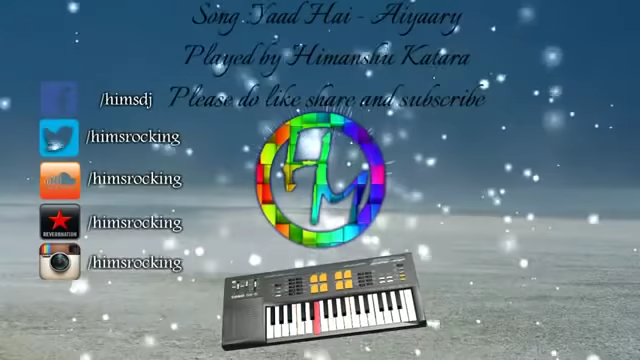 Song Yaad Hai - Aiyaary
Played by Himanshu Katara
Please do like share and subscribe
/himsdj
/himsrocking
/himsrocking
/himsrocking
REVERBNATION
/himsrocking